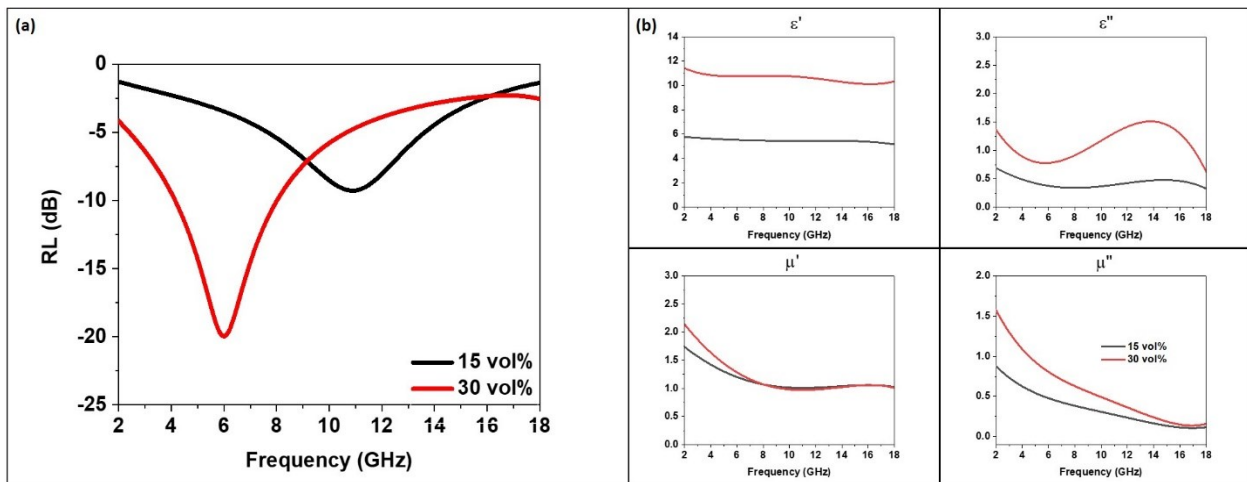 (a)
0
-5
-10
-15
-20
-25
RL (dB)
15 vol%
30 vol%
2 4 6 8 10 12 14 16 18
Frequency (GHz)
(b)
ε'
14
12
10
8
6
4
2
0
2 4 6 8 10 12 14 16 18
Frequency (GHz)
ε"
3.0
2.5
2.0
1.5
1.0
0.5
0.0
2 4 6 8 10 12 14 16 18
Frequency (GHz)
μ'
3.0
2.5
2.0
1.5
1.0
0.5
0.0
2 4 6 8 10 12 14 16 18
Frequency (GHz)
μ"
2.0
1.5
1.0
0.5
0.0
15 vol%
30 vol%
2 4 6 8 10 12 14 16 18
Frequency (GHz)